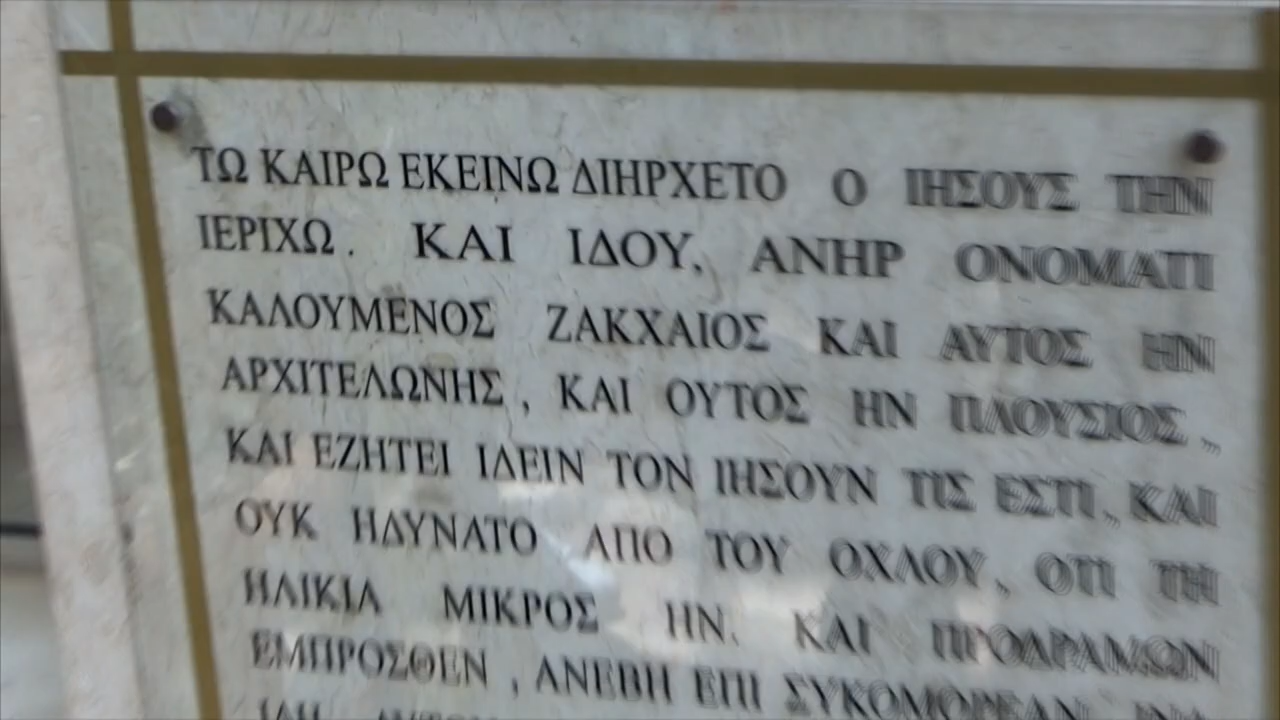 ΤΩ ΚΑΙΡΩ ΕΚΕΙΝΩ ΔΙΗΡΧΕΤΟ Ο ΙΗΣΟΥΣ ΤΗΝ
ΙΕΡΙΧΩ. ΚΑΙ ΙΔΟΥ, ΑΝΗΡ ΟΝΟΜΑΤΙ
ΚΑΛΟΥΜΕΝΟΣ ΖΑΚΧΑΙΟΣ ΚΑΙ ΑΥΤΟΣ ΗΝ
ΑΡΧΙΤΕΛΩΝΗΣ, ΚΑΙ ΟΥΤΟΣ ΗΝ ΠΛΟΥΣΙΟΣ,
ΚΑΙ ΕΖΗΤΕΙ ΙΔΕΙΝ ΤΟΝ ΙΗΣΟΥΝ ΤΙΣ ΕΣΤΙ, ΚΑΙ
ΟΥΚ ΗΔΥΝΑΤΟ ΑΠΟ ΤΟΥ ΟΧΛΟΥ, ΟΤΙ ΤΗ
ΗΛΙΚΙΑ ΜΙΚΡΟΣ ΗΝ. ΚΑΙ ΠΡΟΔΡΑΜΩΝ
ΕΜΠΡΟΣΘΕΝ, ΑΝΕΒΗ ΕΠΙ ΣΥΚΟΜΟΡΕΑΝ